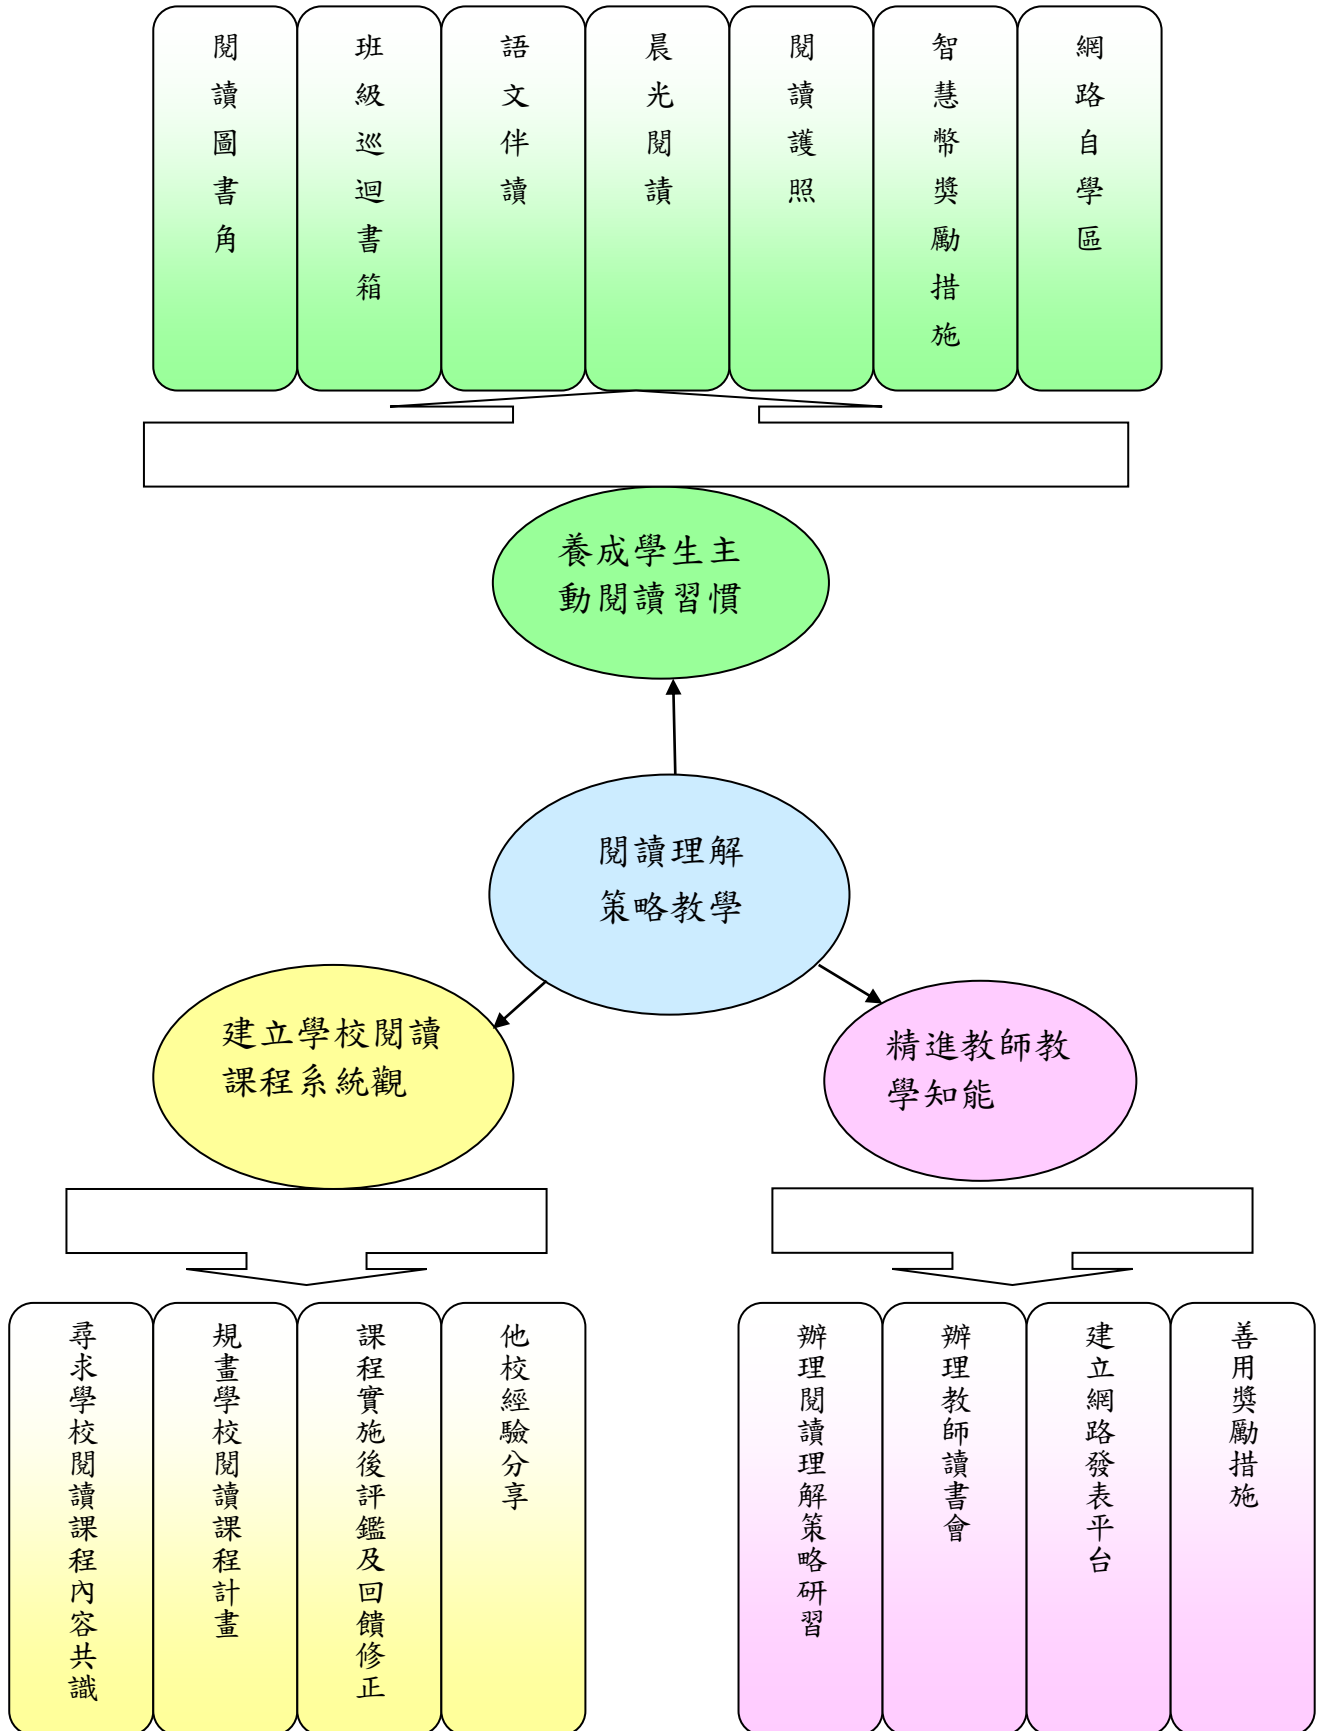 閱讀圖書角
班級巡迴書箱
語文伴讀
晨光閱請
閱讀護照
智慧幣獎勵措施
網路自學區
養成學生主
動閱讀習慣
閱讀理解
策略教學
建立學校閱讀
課程系統觀
精進教師教
學知能
尋求學校閱讀課程內容共識
規畫學校閱讀課程計畫
課程實施後評鑑及回饋修正
他校經驗分享
辦理閱讀理解策略研習
辦理教師讀書會
建立網路發表平台
善用獎勵措施